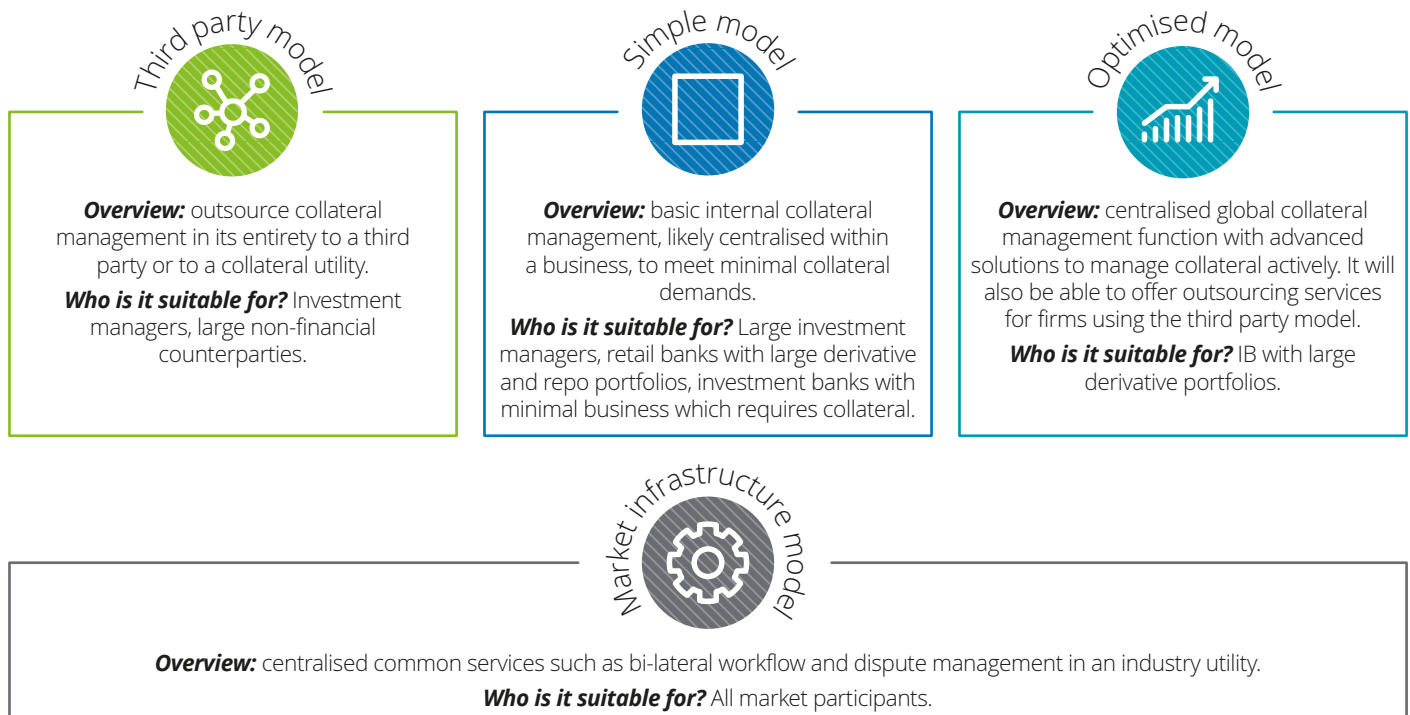 Third party model
Overview: outsource collateral
management in its entirety to a third
party or to a collateral utility.
Who is it suitable for? Investment
managers, large non-financial
counterparties.
Simple model
Overview: basic internal collateral
management, likely centralised within
a business, to meet minimal collateral
demands.
Who is it suitable for? Large investment
managers, retail banks with large derivative
and repo portfolios, investment banks with
minimal business which requires collateral.
Optimised model
Overview: centralised global collateral
management function with advanced
solutions to manage collateral actively. It will
also be able to offer outsourcing services
for firms using the third party model.
Who is it suitable for? IB with large
derivative portfolios.
Market infrastructure model
Overview: centralised common services such as bi-lateral workflow and dispute management in an industry utility.
Who is it suitable for? All market participants.